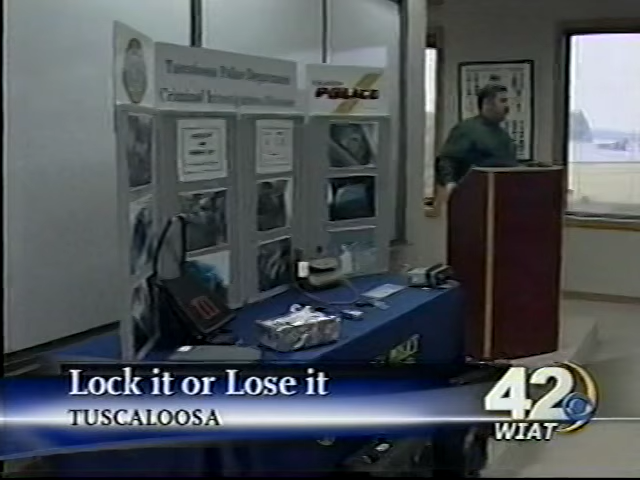 Tuscaloosa Police Department
Criminal Investigation Division
POLICE
Lock it or Lose it
TUSCALOOSA
42
WIAT